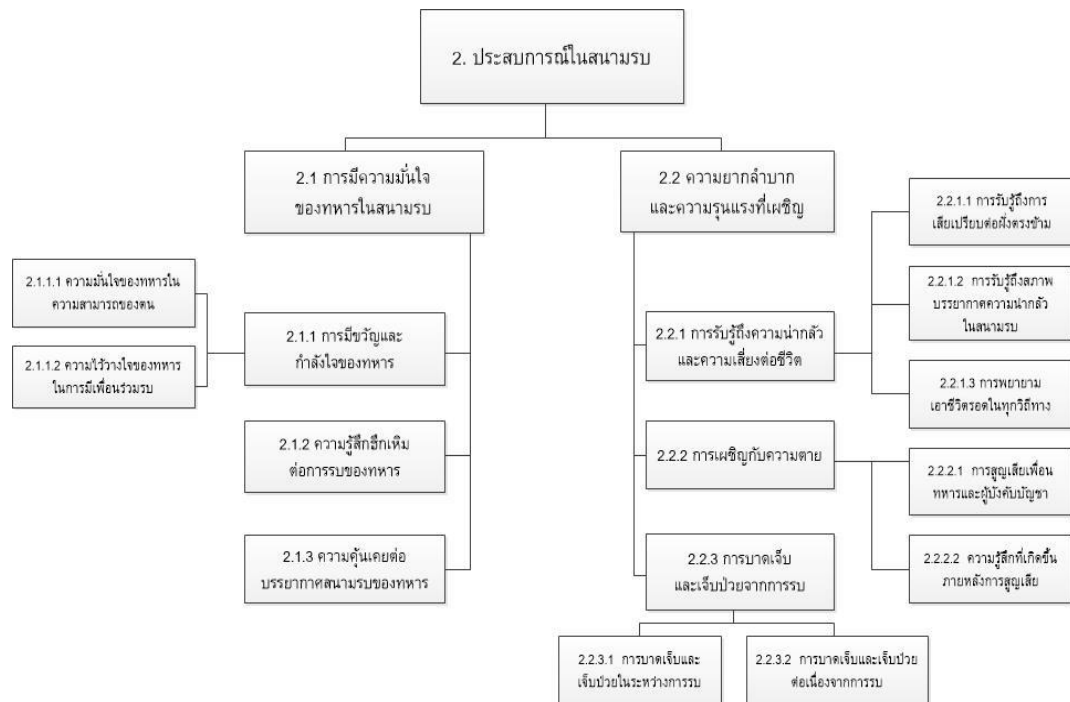 2. ประสบการณ์ในสนามรบ
2.1 การมีความมั่นใจ
ของทหารในสนามรบ
2.1.1 การมีขวัญและ
กำลังใจของทหาร
2.1.1.1 ความมั่นใจของทหารใน
ความสามารถของตน
2.1.1.2 ความไว้วางใจของทหาร
ในการมีเพื่อนร่วมรบ
2.1.2 ความรู้สึกฮึกเหิม
ต่อการรบของทหาร
2.1.3 ความคุ้นเคยต่อ
บรรยากาศสนามรบของทหาร
2.2 ความยากลำบาก
และความรุนแรงที่เผชิญ
2.2.1 การรับรู้ถึงความน่ากลัว
และความเสี่ยงต่อชีวิต
2.2.1.1 การรับรู้ถึงการ
เสียเปรียบต่อฝั่งตรงข้าม
2.2.1.2 การรับรู้ถึงสภาพ
บรรยากาศความน่ากลัว
ในสนามรบ
2.2.1.3 การพยายาม
เอาชีวิตรอดในทุกวิถีทาง
2.2.2 การเผชิญกับความตาย
2.2.2.1 การสูญเสียเพื่อน
ทหารและผู้บังคับบัญชา
2.2.2.2 ความรู้สึกที่เกิดขึ้น
ภายหลังการสูญเสีย
2.2.3 การบาดเจ็บ
และเจ็บป่วยจากการรบ
2.2.3.1 การบาดเจ็บและ
เจ็บป่วยในระหว่างการรบ
2.2.3.2 การบาดเจ็บและเจ็บป่วย
ต่อเนื่องจากการรบ